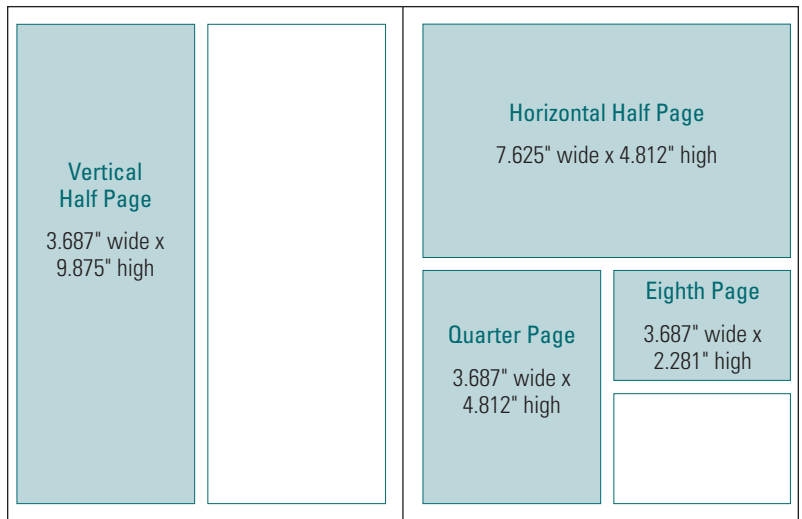 Vertical
Half Page
3.687" wide x
9.875" high
Horizontal Half Page
7.625" wide x 4.812" high
Quarter Page
3.687" wide x
4.812" high
Eighth Page
3.687" wide x
2.281" high